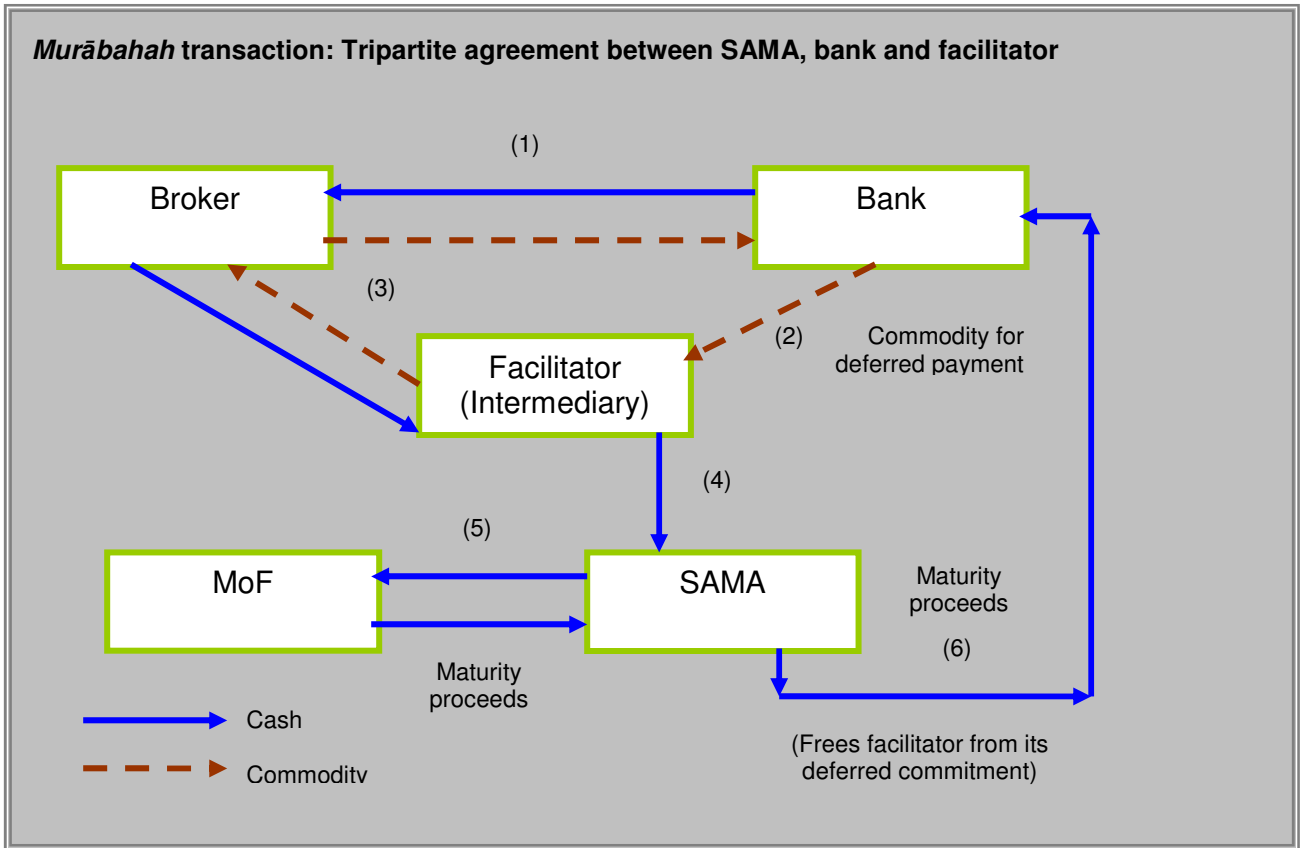 Murābahah transaction: Tripartite agreement between SAMA, bank and facilitator
(1)
Broker
Bank
(3)
(2)
Commodity for
deferred payment
Facilitator
(Intermediary)
(4)
(5)
MoF
SAMA
Maturity
proceeds
(6)
Maturity
proceeds
Cash
(Frees facilitator from its
deferred commitment)
Commodity